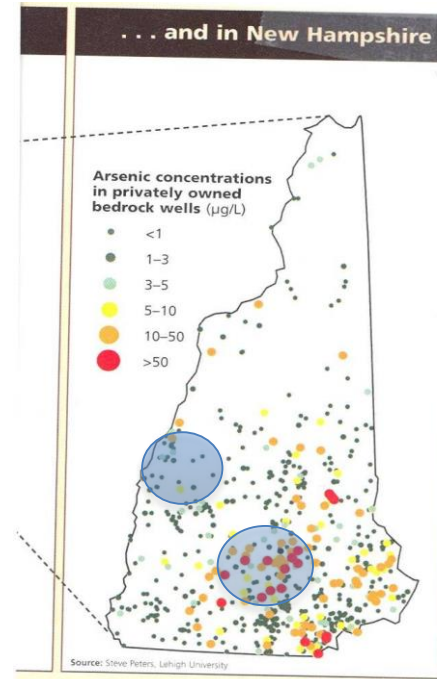 . . . and in New Hampshire
Arsenic concentrations
in privately owned
bedrock wells (µg/L)
<1
1–3
3–5
5–10
10–50
>50
Source: Steve Peters, Lehigh University